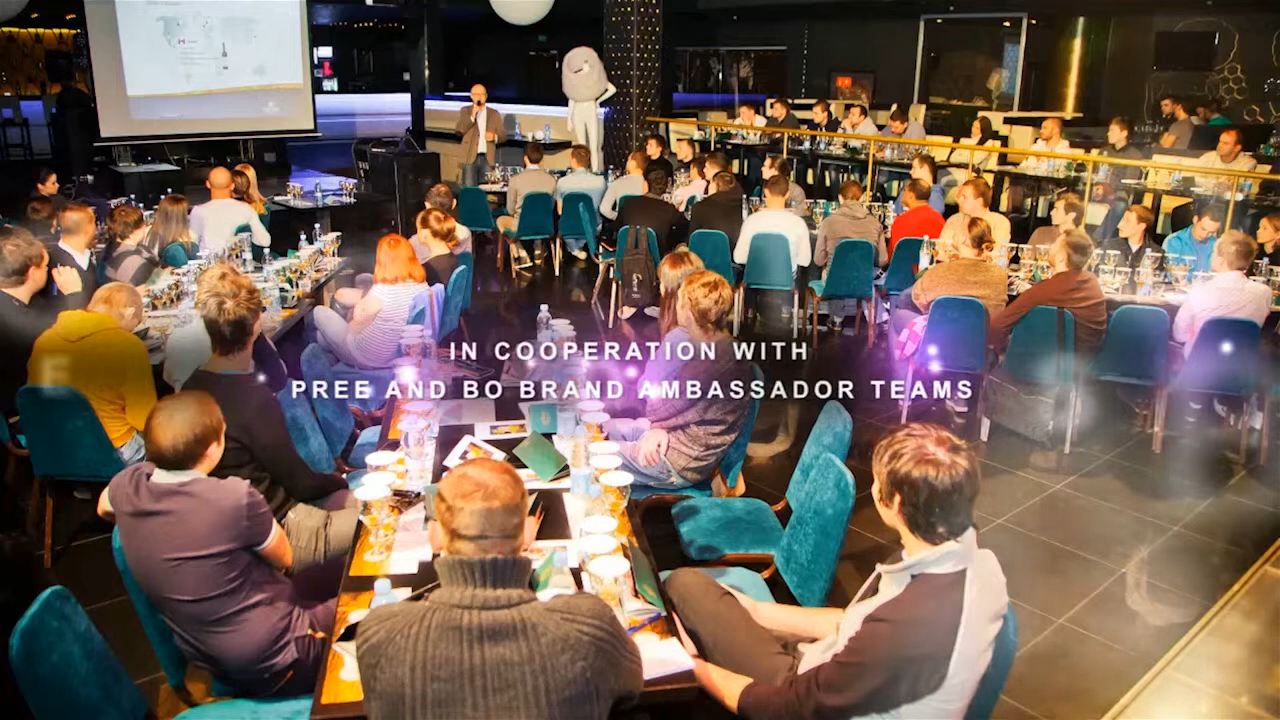 IN COOPERATION WITH
PREE AND BO BRAND AMBASSADOR TEAMS